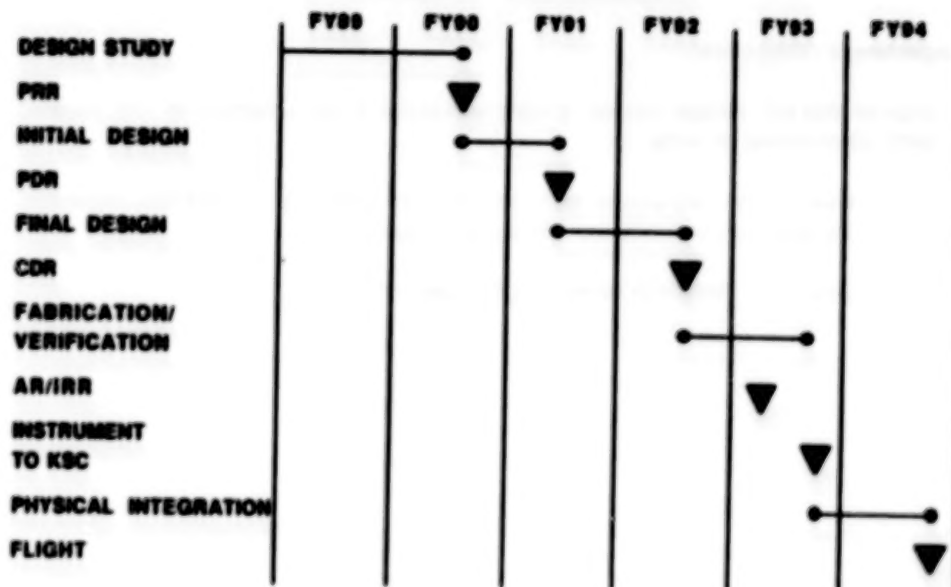 FY89 FY90 FY91 FY92 FY93 FY94
DESIGN STUDY
PRR
INITIAL DESIGN
PDR
FINAL DESIGN
CDR
FABRICATION/
VERIFICATION
AR/IRR
INSTRUMENT
TO KSC
PHYSICAL INTEGRATION
FLIGHT